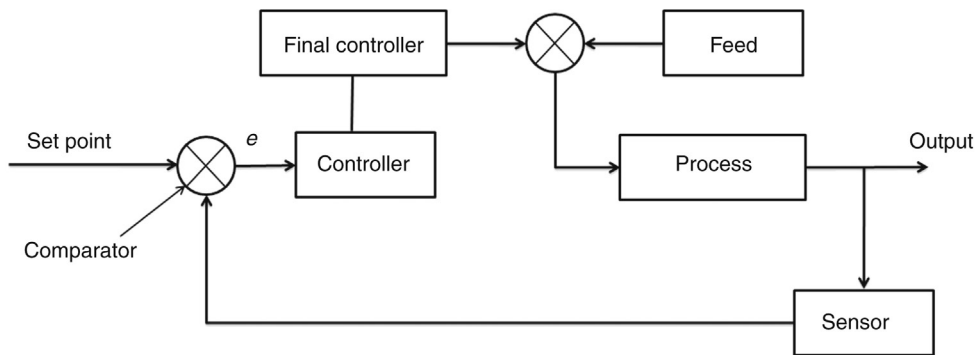 Final controller
Feed
Set point
e
Controller
Process
Output
Comparator
Sensor